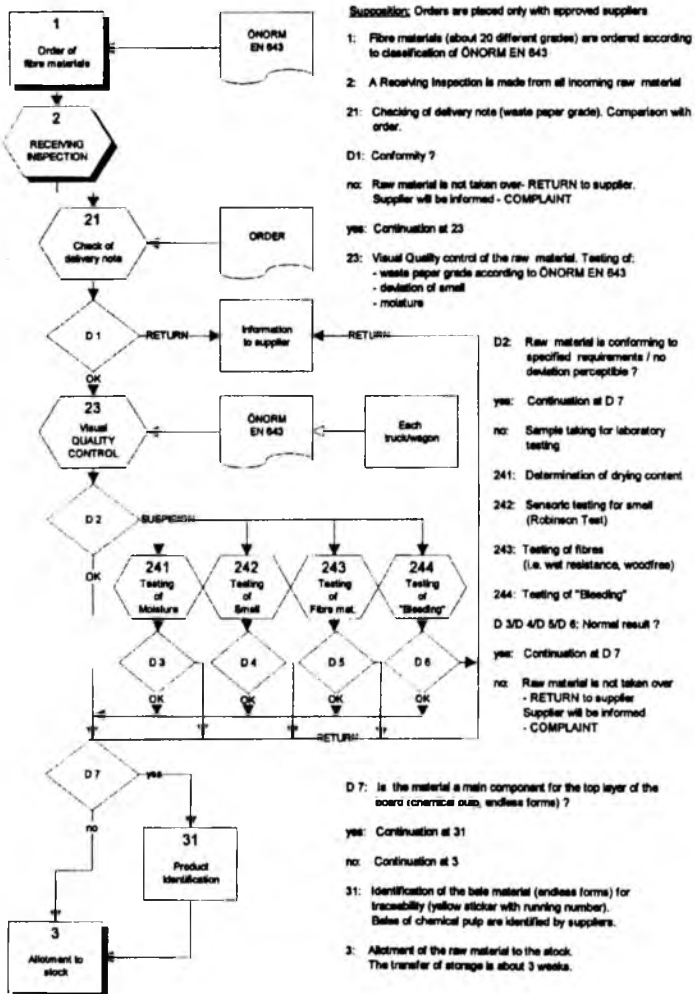 1
Order of
fibre materials
ÖNORM
EN 643
2
RECEIVING
INSPECTION
21
Check of
delivery note
ORDER
D 1
RETURN
Information
to supplier
RETURN
OK
23
Visual
QUALITY
CONTROL
ÖNORM
EN 643
Each
truck/wagon
D 2
SUSPICION
OK
241
Testing
of
Moisture
242
Testing
of
Smell
243
Testing
of
Fibre mat.
244
Testing
of
"Bleeding"
D 3
D 4
D 5
D 6
OK
OK
OK
OK
RETURN
D 7
yes
no
31
Product
Identification
3
Allotment to
stock
Supposition: Orders are placed only with approved suppliers
1: Fibre materials (about 20 different grades) are ordered according
to classification of ÖNORM EN 643
2: A Receiving Inspection is made from all incoming raw material
21: Checking of delivery note (waste paper grade). Comparison with
order.
D1: Conformity ?
no: Raw material is not taken over- RETURN to supplier.
Supplier will be informed - COMPLAINT
yes: Continuation at 23
23: Visual Quality control of the raw material. Testing of:
- waste paper grade according to ÖNORM EN 643
- deviation of smell
- moisture
D2: Raw material is conforming to
specified requirements / no
deviation perceptible ?
yes: Continuation at D 7
no: Sample taking for laboratory
testing
241: Determination of drying content
242: Sensoric testing for smell
(Robinson Test)
243: Testing of fibres
(i.e. wet resistance, woodfree)
244: Testing of "Bleeding"
D 3/D 4/D 5/D 6: Normal result ?
yes: Continuation at D 7
no: Raw material is not taken over
- RETURN to supplier
Supplier will be informed
- COMPLAINT
D 7: Is the material a main component for the top layer of the
board (chemical pulp, endless forms) ?
yes: Continuation at 31
no: Continuation at 3
31: Identification of the bale material (endless forms) for
traceability (yellow sticker with running number).
Bales of chemical pulp are identified by suppliers.
3: Allotment of the raw material to the stock.
The transfer of storage is about 3 weeks.